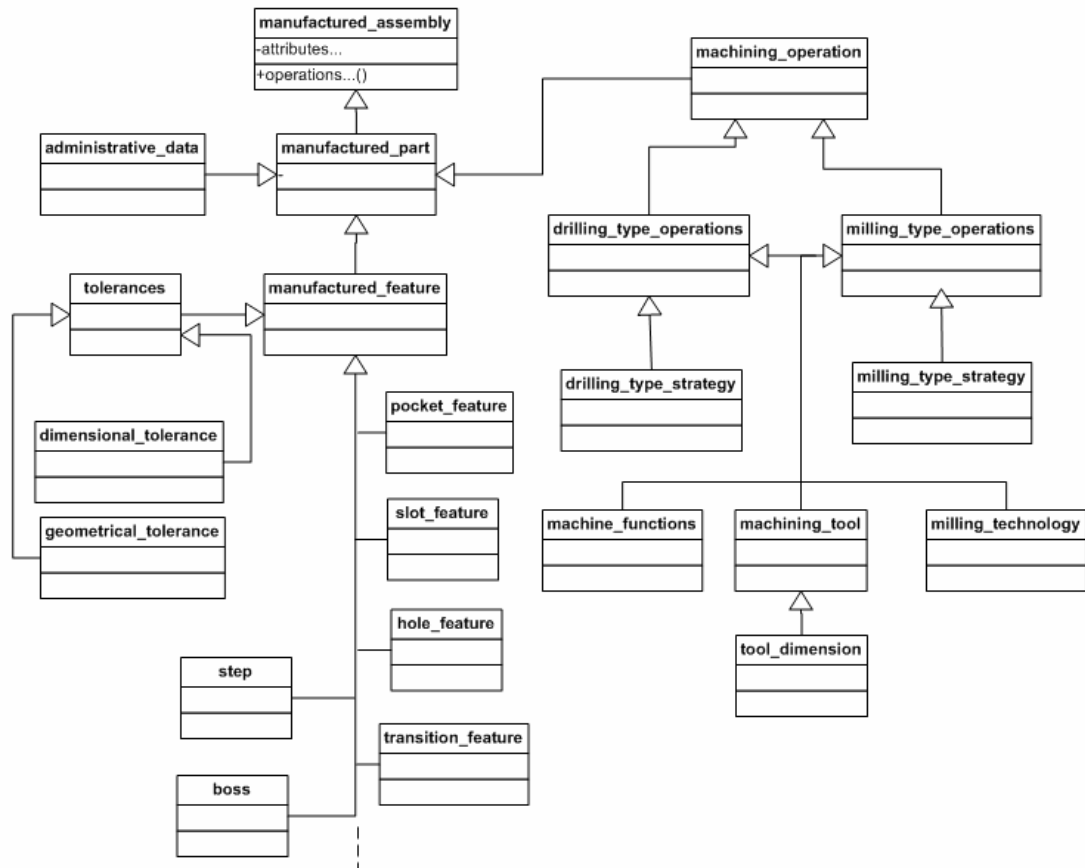 manufactured_assembly
-attributes...
+operations...()
machining_operation
administrative_data
manufactured_part
-
drilling_type_operations
milling_type_operations
tolerances
manufactured_feature
drilling_type_strategy
milling_type_strategy
pocket_feature
dimensional_tolerance
slot_feature
machine_functions
machining_tool
milling_technology
geometrical_tolerance
hole_feature
tool_dimension
step
transition_feature
boss